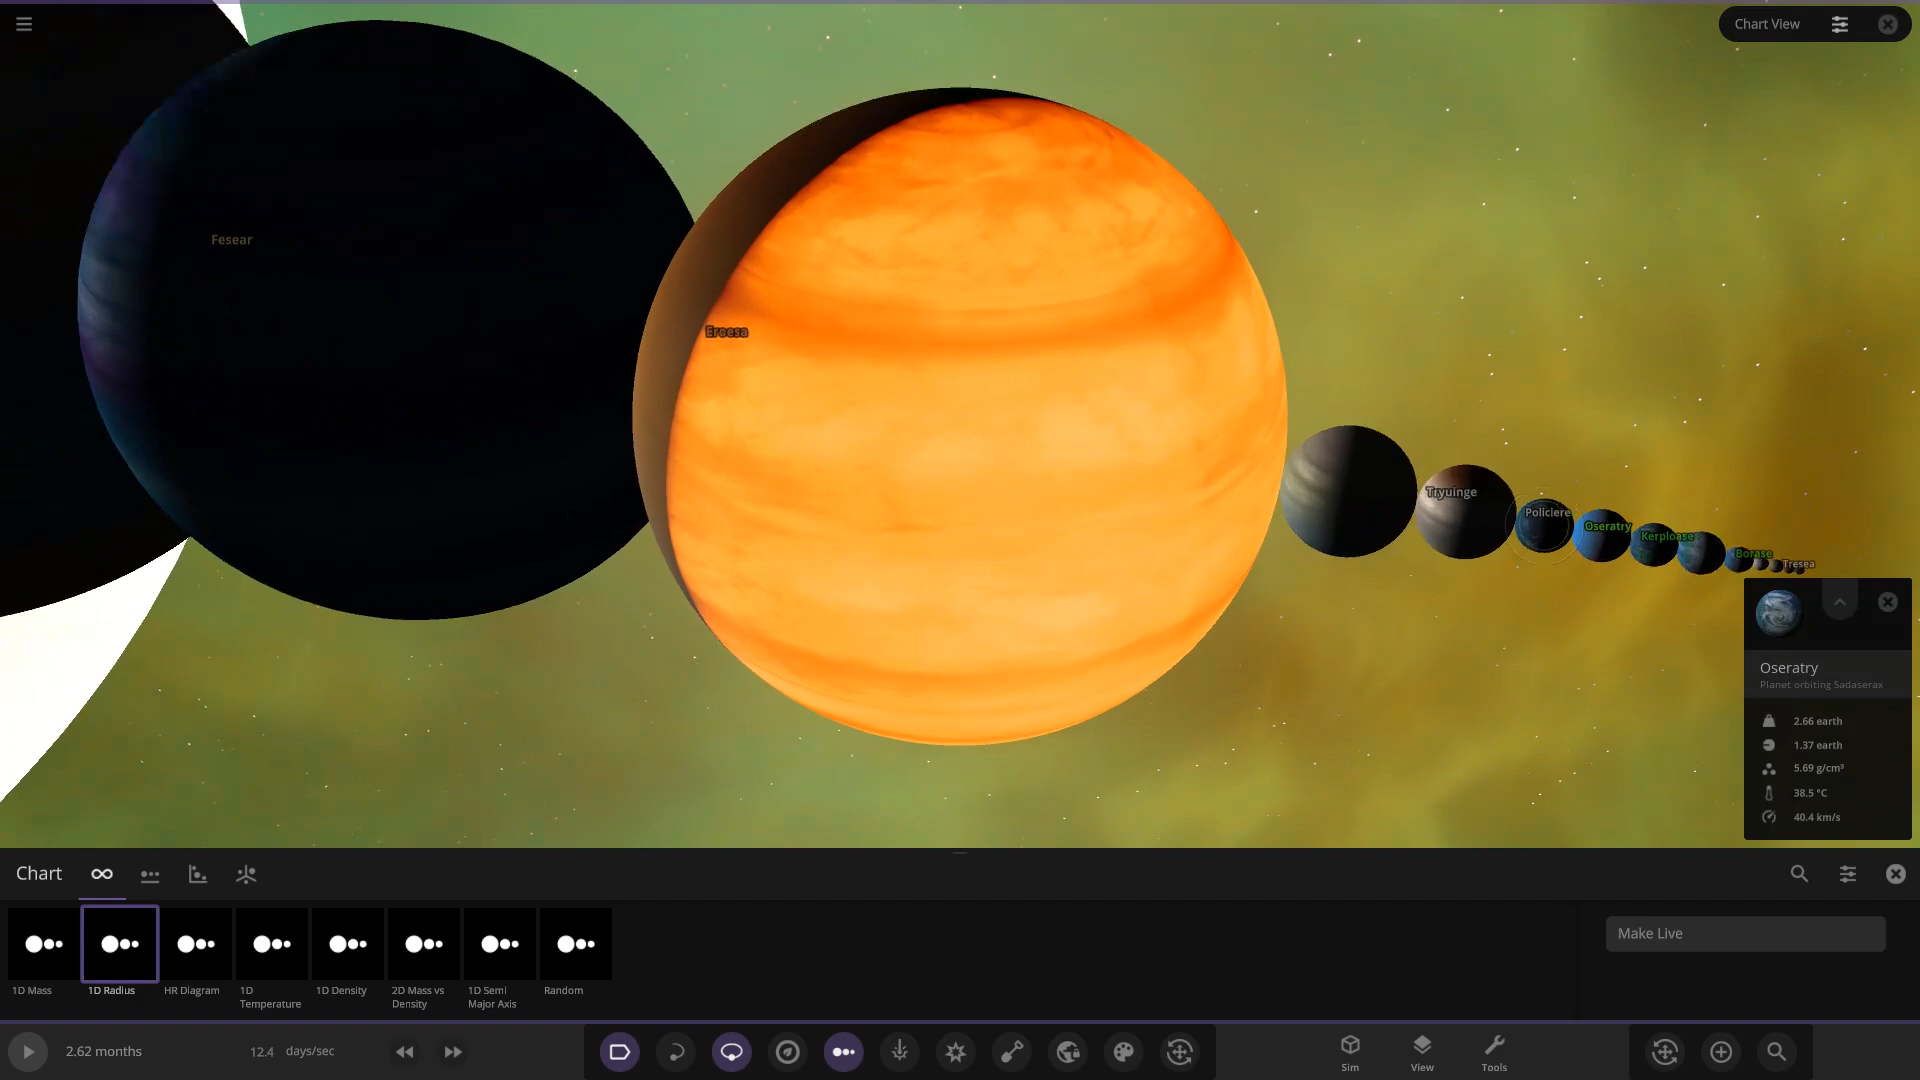 Chart View
Fesear
Eroesa
Tryuinge
Policiere
Oseratry
Kerploase
Borase
Tresea
Oseratry
Planet orbiting Sadaserax
2.66 earth
1.37 earth
5.69 g/cm³
38.5 °C
40.4 km/s
Chart
Make Live
1D Mass
1D Radius
HR Diagram
1D
Temperature
1D Density
2D Mass vs
Density
1D Semi
Major Axis
Random
2.62 months
12.4 days/sec
Sim
View
Tools